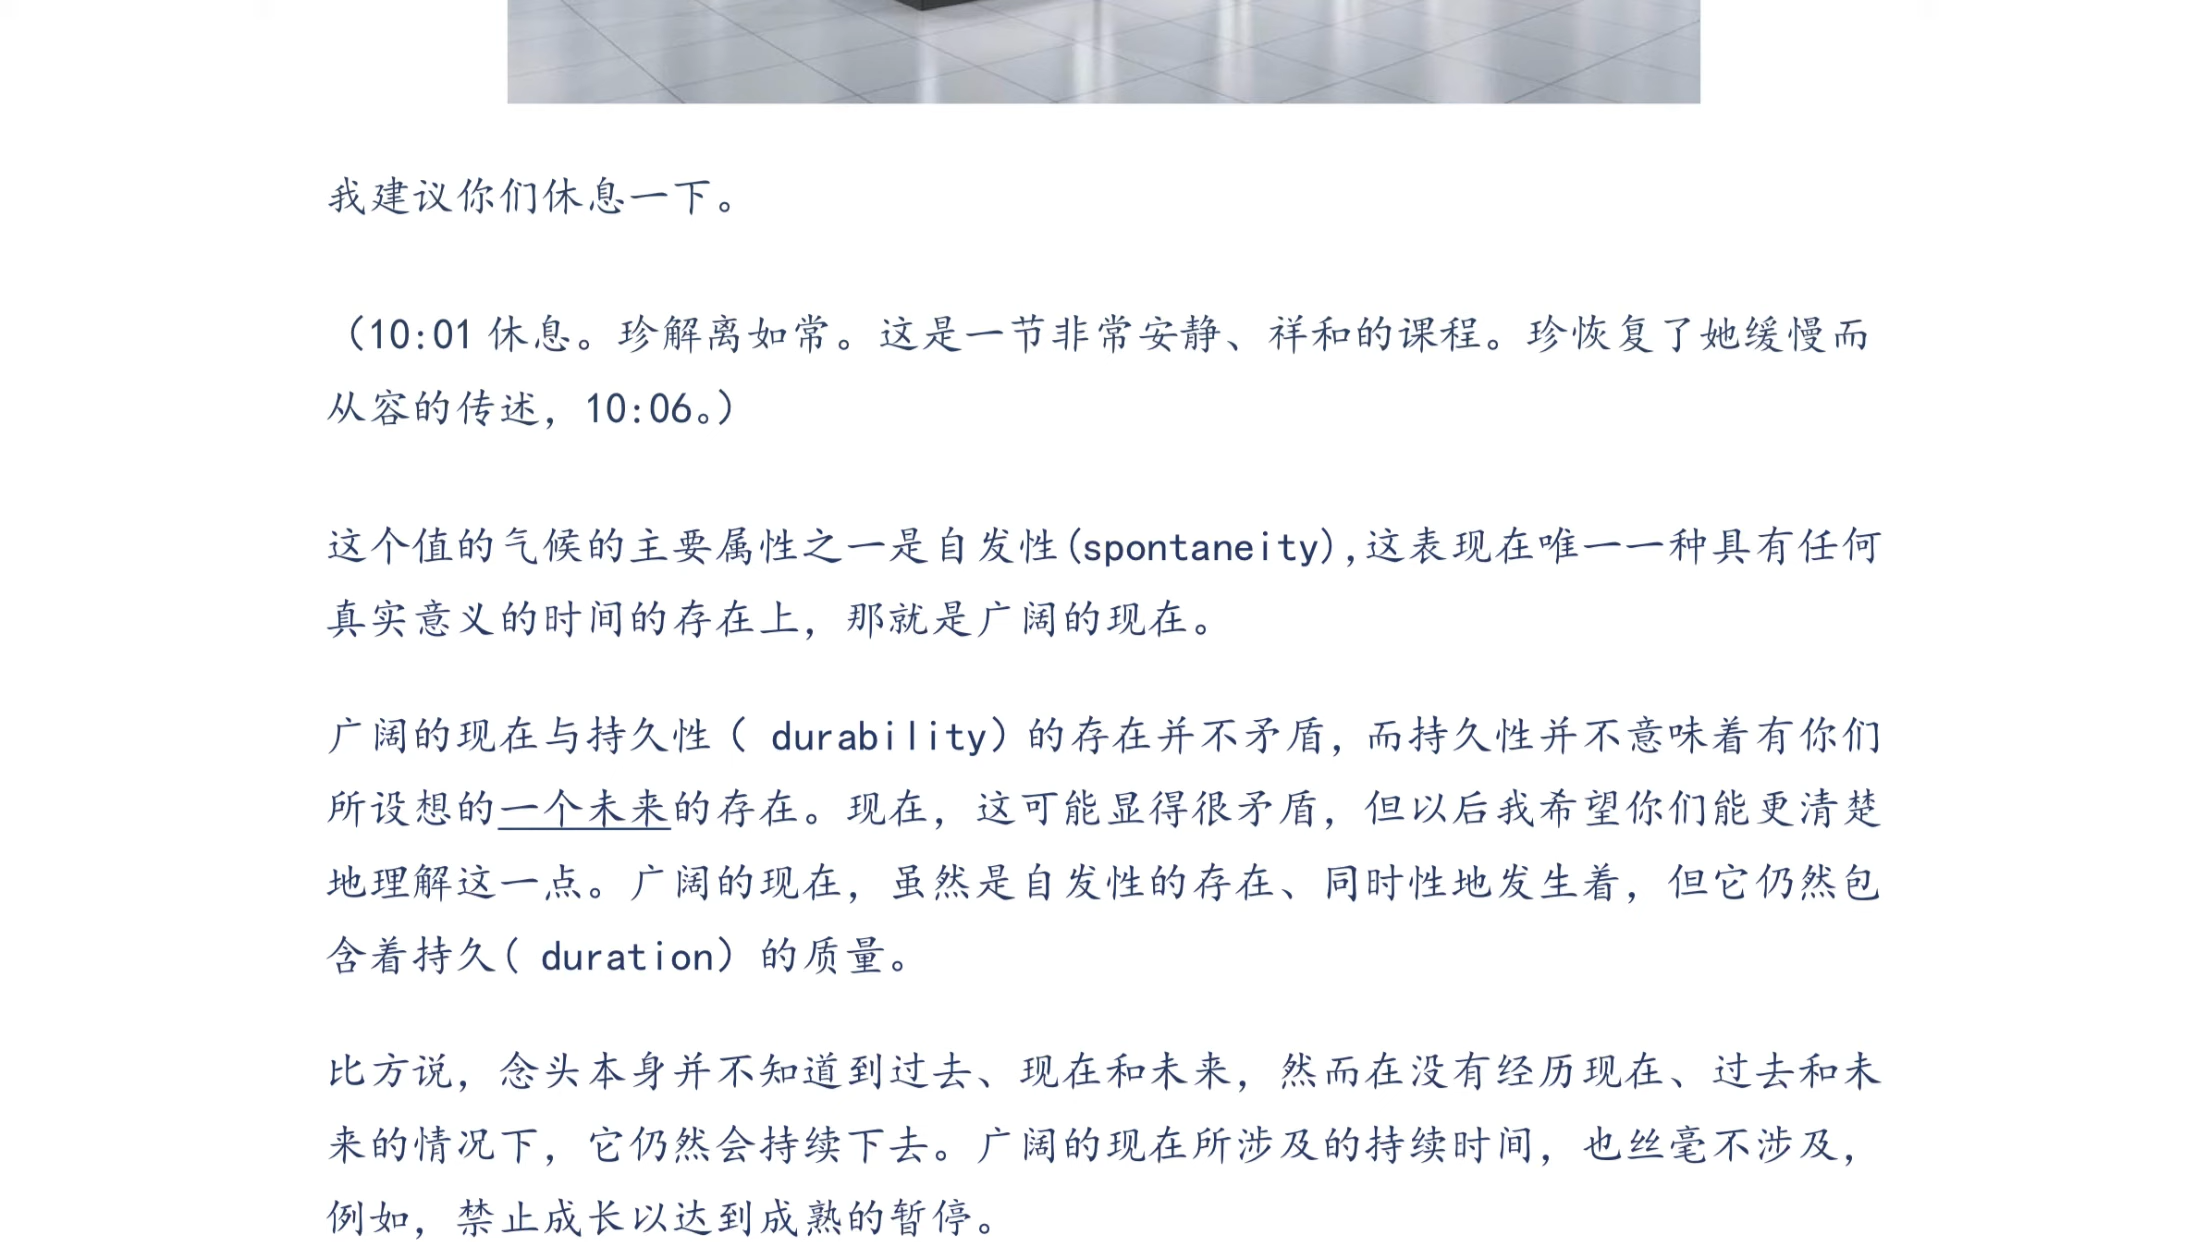 我建议你们休息一下。
（10:01 休息。珍解离如常。这是一节非常安静、祥和的课程。珍恢复了她缓慢而
从容的传述，10:06。）
这个值的气候的主要属性之一是自发性(spontaneity),这表现在唯一一种具有任何
真实意义的时间的存在上，那就是广阔的现在。
广阔的现在与持久性（ durability）的存在并不矛盾，而持久性并不意味着有你们
所设想的一个未来的存在。现在，这可能显得很矛盾，但以后我希望你们能更清楚
地理解这一点。广阔的现在，虽然是自发性的存在、同时性地发生着，但它仍然包
含着持久( duration）的质量。
比方说，念头本身并不知道到过去、现在和未来，然而在没有经历现在、过去和未
来的情况下，它仍然会持续下去。广阔的现在所涉及的持续时间，也丝毫不涉及，
例如，禁止成长以达到成熟的暂停。